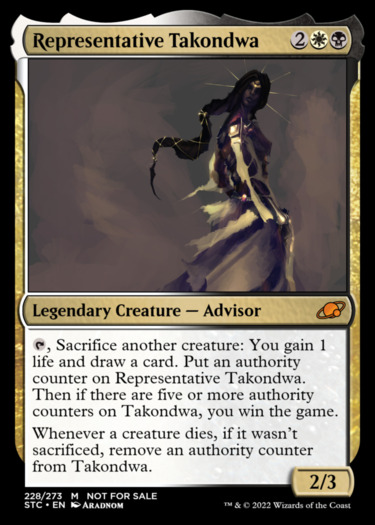 Representative Takondwa 2
Legendary Creature — Advisor
, Sacrifice another creature: You gain 1
life and draw a card. Put an authority
counter on Representative Takondwa.
Then if there are five or more authority
counters on Takondwa, you win the game.
Whenever a creature dies, if it wasn't
sacrificed, remove an authority counter
from Takondwa.
2/3
228/273 M NOT FOR SALE
STC • EN ARADNOM
™ & © 2022 Wizards of the Coast